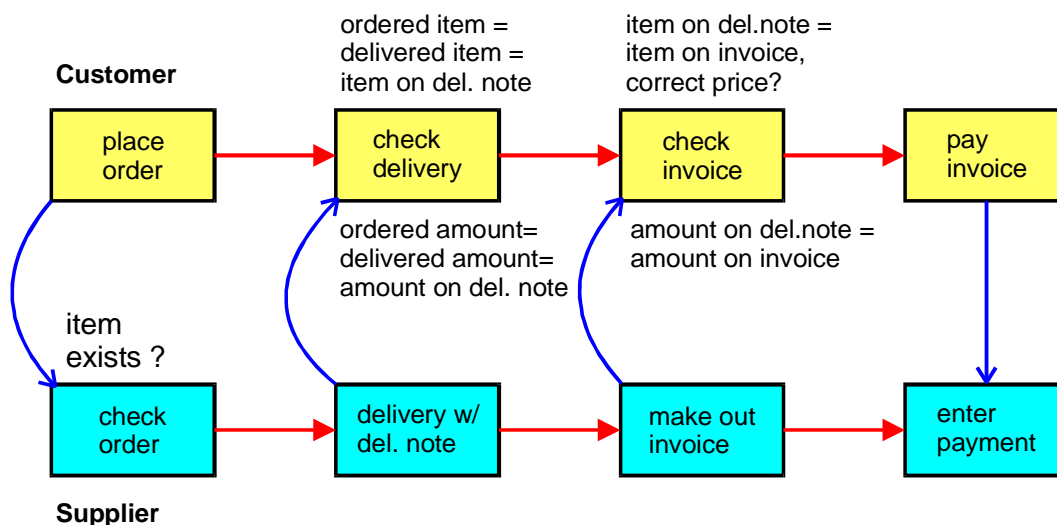 ordered item =
delivered item =
item on del. note
item on del.note =
item on invoice,
correct price?
Customer
place
order
check
delivery
check
invoice
pay
invoice
ordered amount=
delivered amount=
amount on del. note
amount on del.note =
amount on invoice
item
exists ?
check
order
delivery w/
del. note
make out
invoice
enter
payment
Supplier